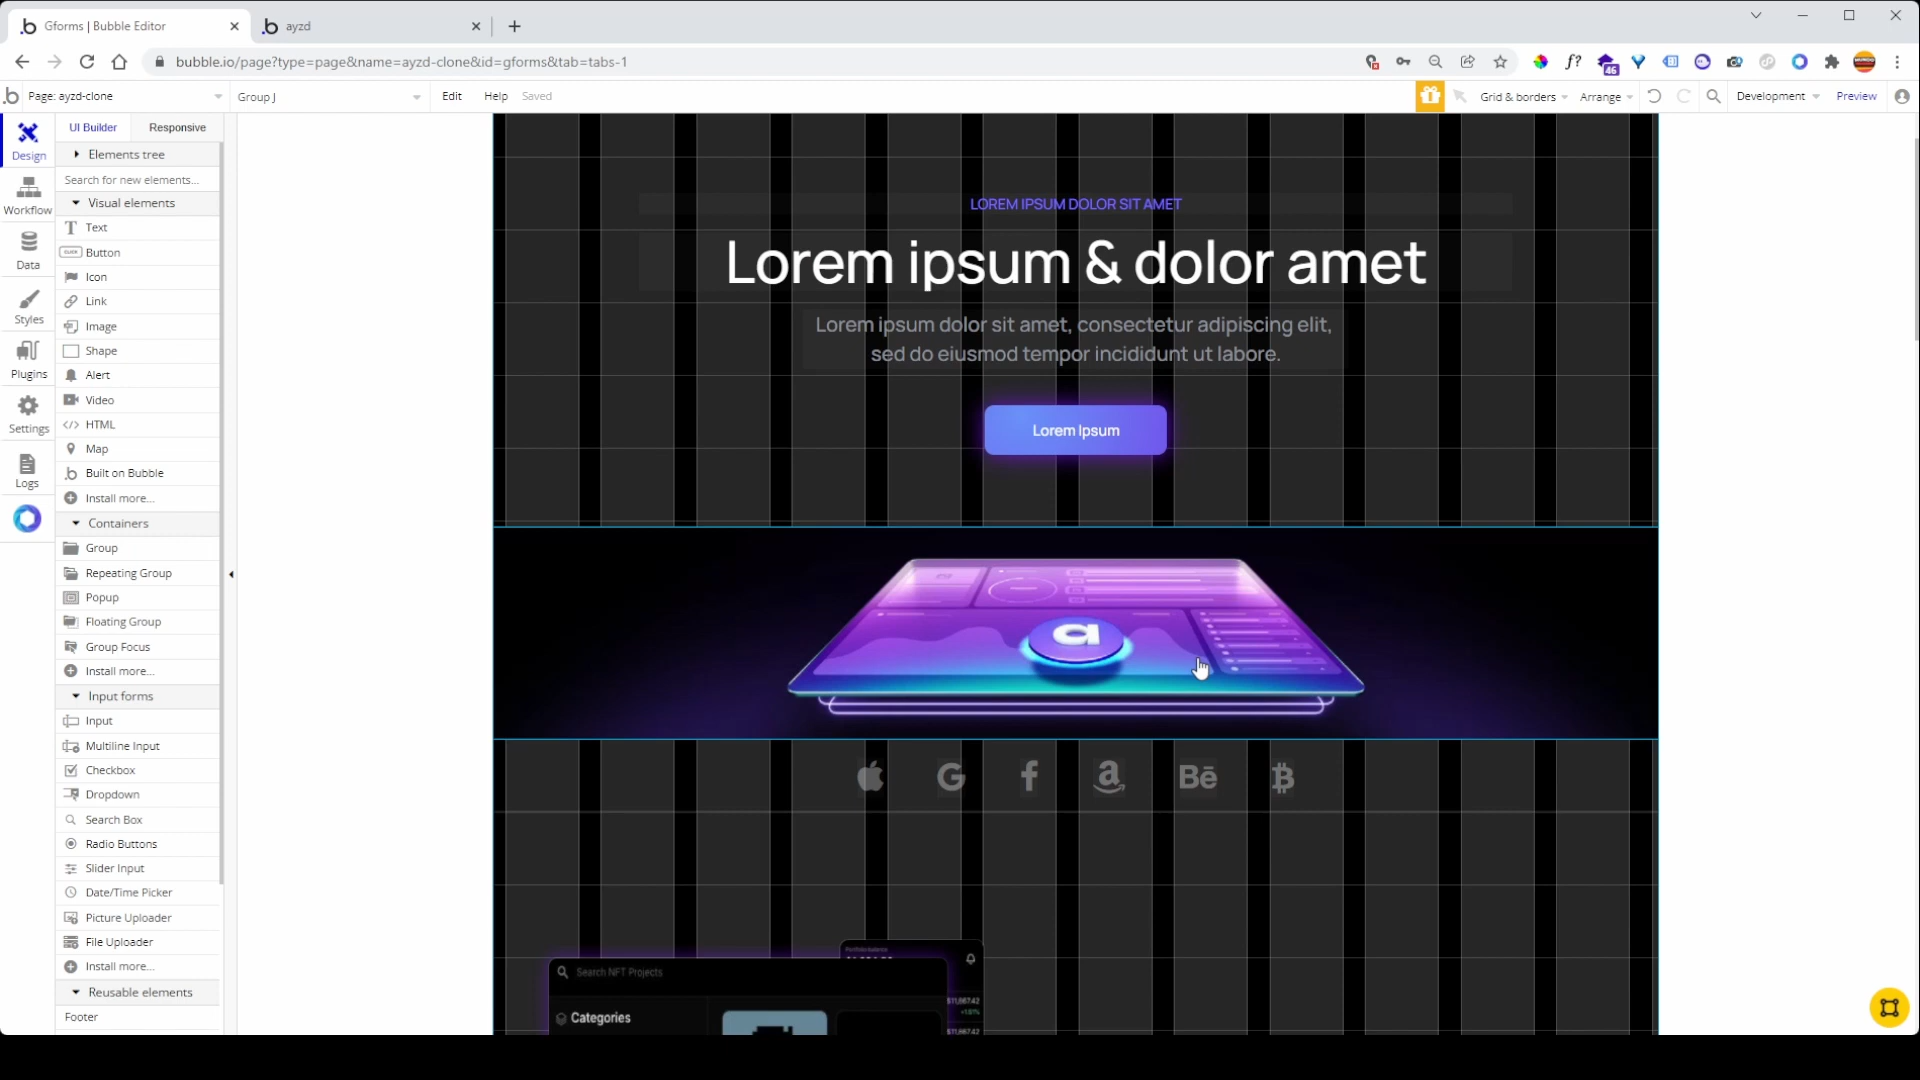 Gforms | Bubble Editor
ayzd
bubble.io/page?type=page&name=ayzd-clone&id=gforms&tab=tabs-1
46
Page: ayzd-clone
Group J
Edit
Help
Saved
Grid & borders
Arrange
Development
Preview
UI Builder
Responsive
Design
Workflow
Data
Styles
Plugins
Settings
Logs
Elements tree
Search for new elements...
Visual elements
Text
Button
Icon
Link
Image
Shape
Alert
Video
HTML
Map
Built on Bubble
Install more...
Containers
Group
Repeating Group
Popup
Floating Group
Group Focus
Install more...
Input forms
Input
Multiline Input
Checkbox
Dropdown
Search Box
Radio Buttons
Slider Input
Date/Time Picker
Picture Uploader
File Uploader
Install more...
Reusable elements
Footer
LOREM IPSUM DOLOR SIT AMET
Lorem ipsum & dolor amet
Lorem ipsum dolor sit amet, consectetur adipiscing elit,
sed do eiusmod tempor incididunt ut labore.
Lorem Ipsum
Search NFT Projects
Categories